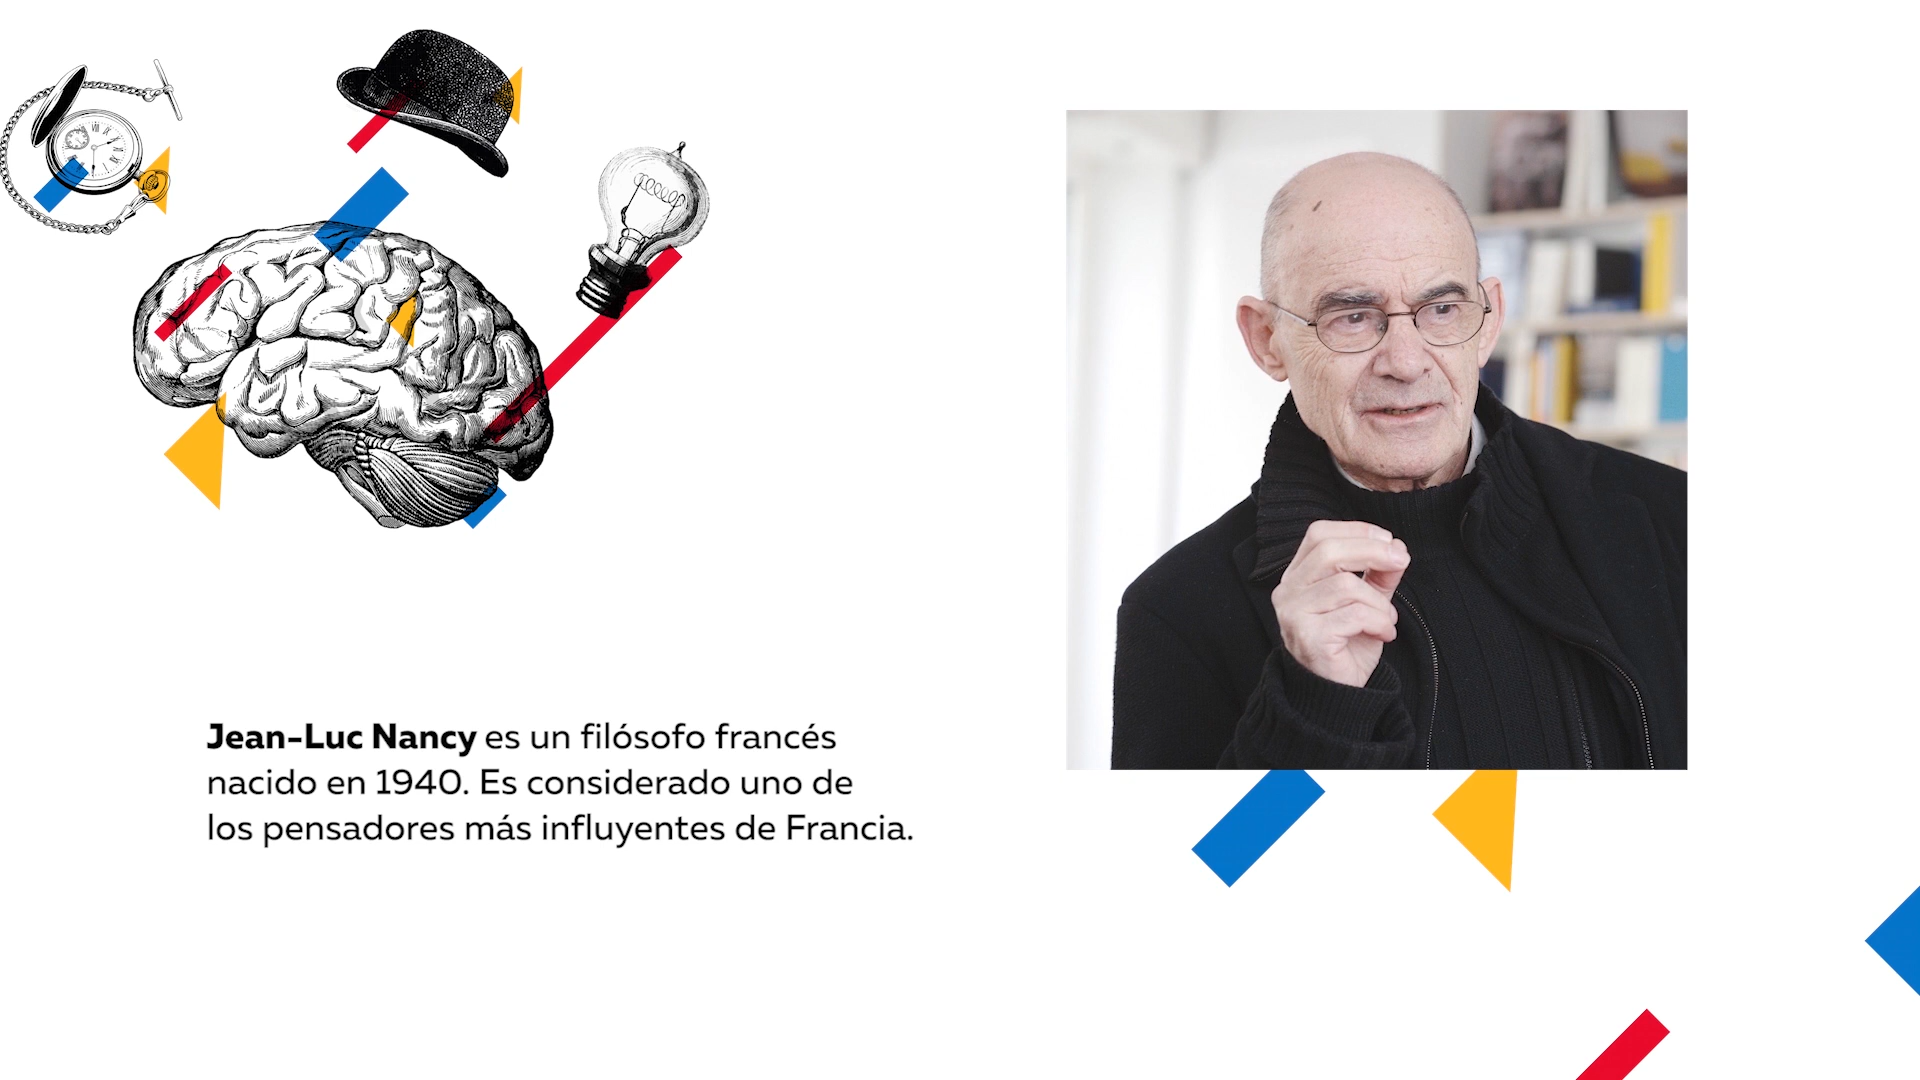 Jean-Luc Nancy es un filósofo francés
nacido en 1940. Es considerado uno de
los pensadores más influyentes de Francia.